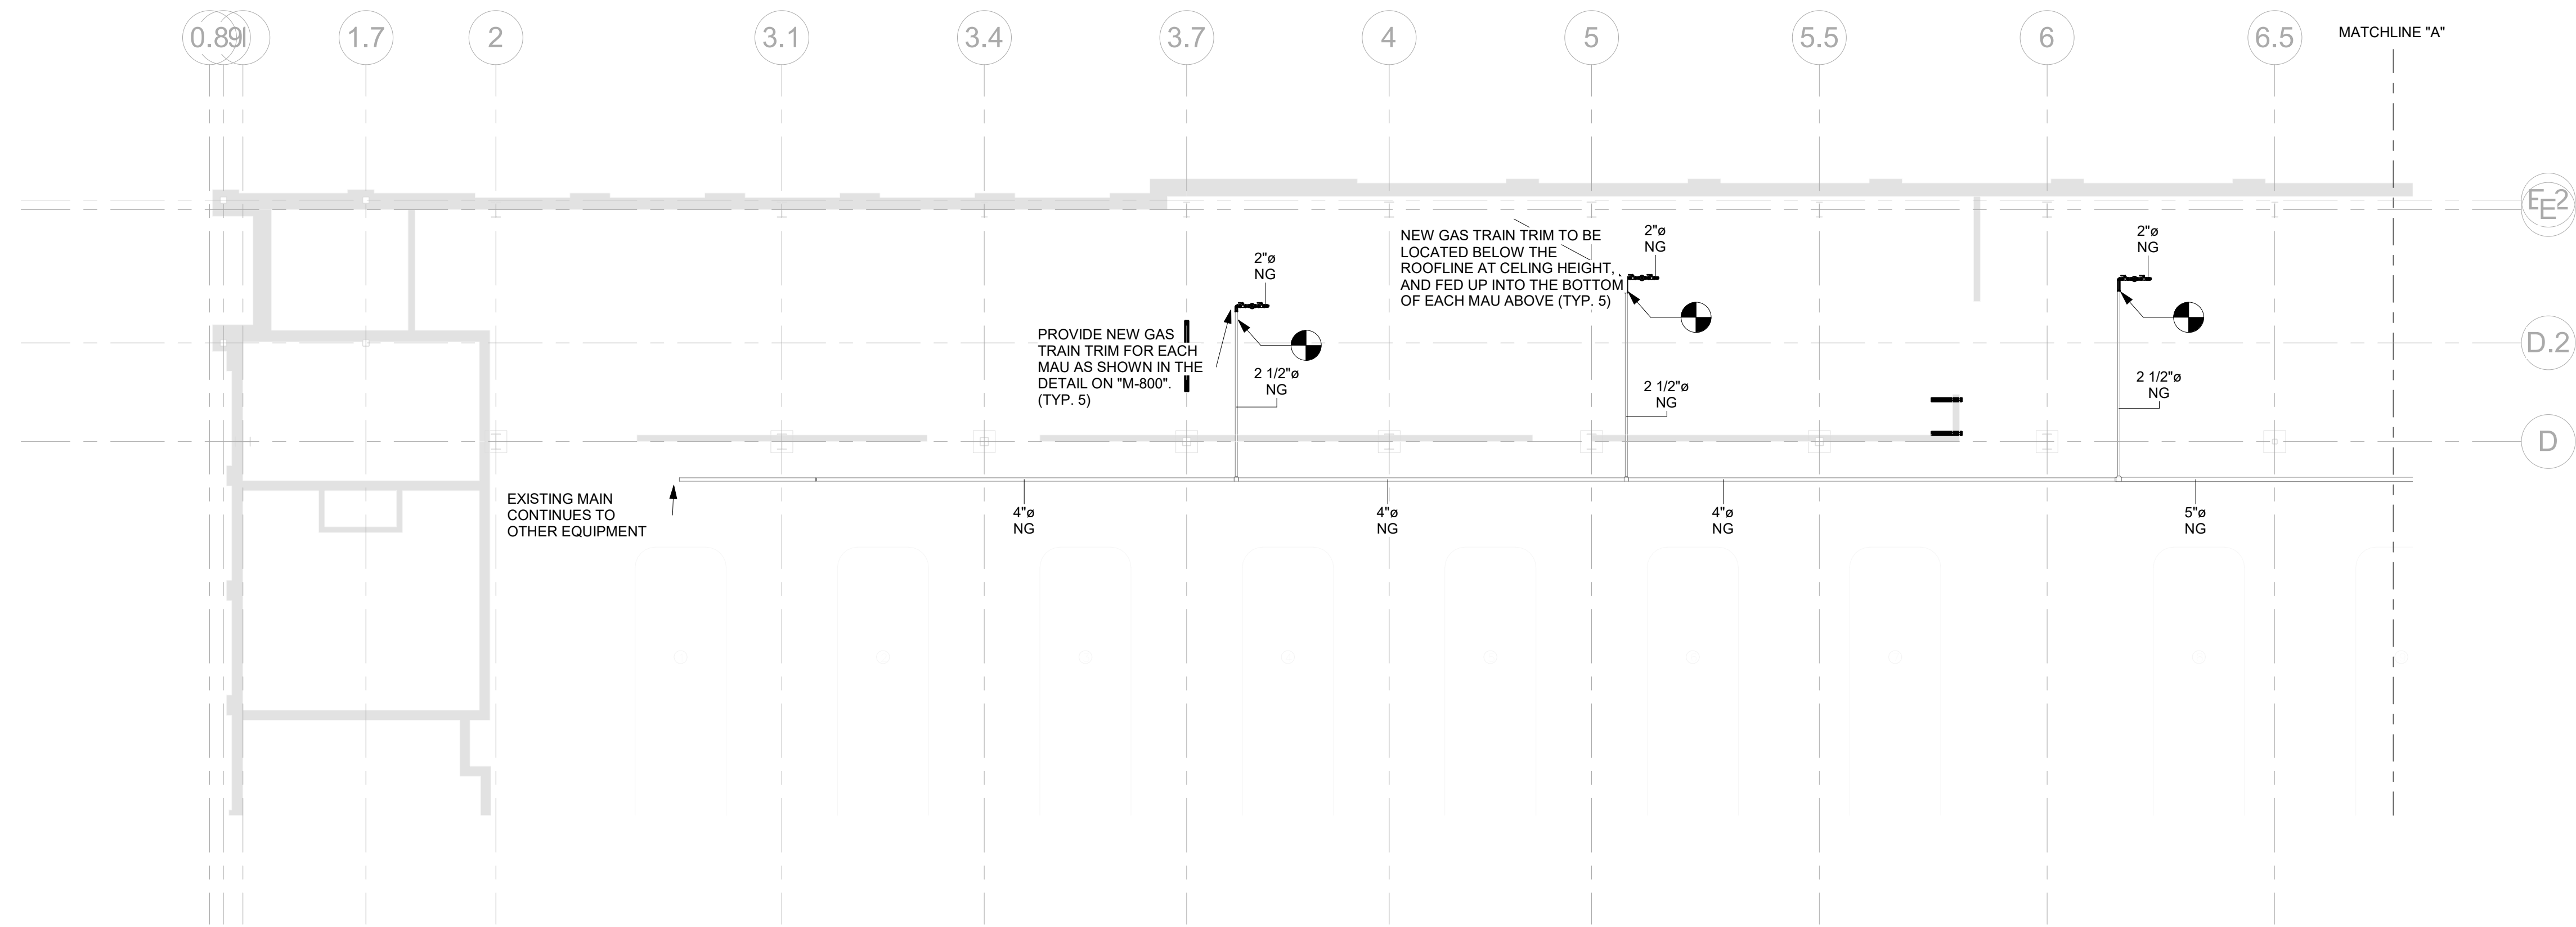 0.8
.9
1
1.7
2
3.1
3.4
3.7
4
5
5.5
6
6.5
MATCHLINE "A"
E.2
E
D.2
D
2"ø
NG
2"ø
NG
2"ø
NG
NEW GAS TRAIN TRIM TO BE
LOCATED BELOW THE
ROOFLINE AT CELING HEIGHT,
AND FED UP INTO THE BOTTOM
OF EACH MAU ABOVE (TYP. 5)
PROVIDE NEW GAS
TRAIN TRIM FOR EACH
MAU AS SHOWN IN THE
DETAIL ON "M-800".
(TYP. 5)
2 1/2"ø
NG
2 1/2"ø
NG
2 1/2"ø
NG
EXISTING MAIN
CONTINUES TO
OTHER EQUIPMENT
4"ø
NG
4"ø
NG
4"ø
NG
5"ø
NG